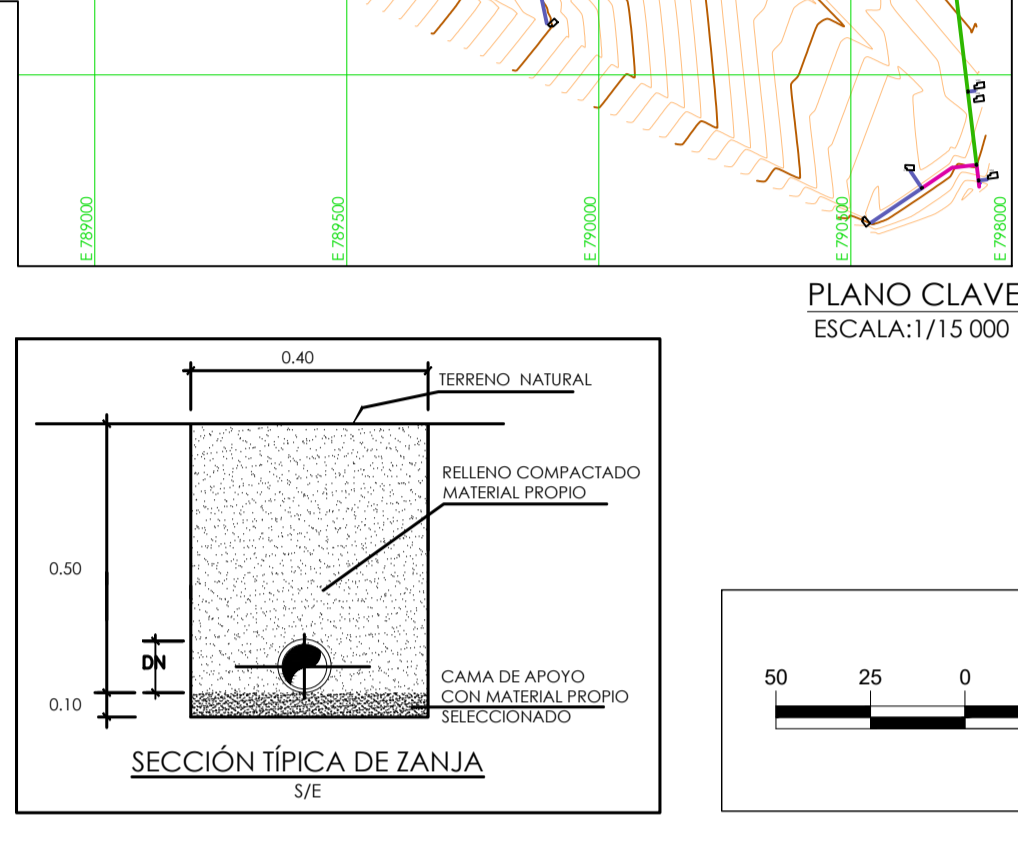 E 789000
E 789500
E 790000
E 790500
E 798000
PLANO CLAVE
ESCALA:1/15 000
0.40
TERRENO NATURAL
RELLENO COMPACTADO
MATERIAL PROPIO
0.50
DN
0.10
CAMA DE APOYO
CON MATERIAL PROPIO
SELECCIONADO
SECCIÓN TÍPICA DE ZANJA
S/E
50 25 0